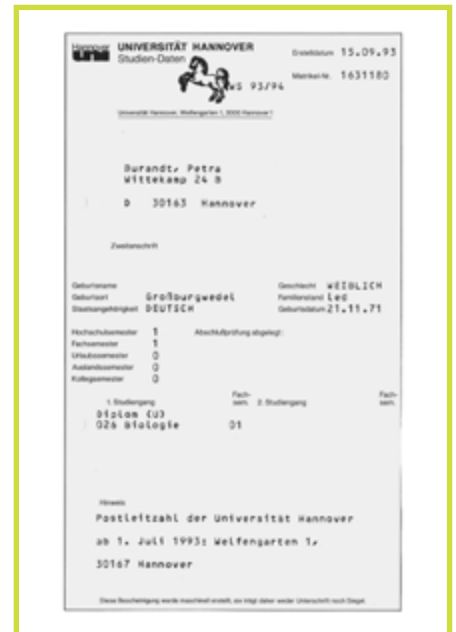 Hannover UNIVERSITÄT HANNOVER
uni Studien-Daten
Erstelldatum 15.09.93
WS 93/94
Matrikel-Nr. 1631180
Universität Hannover, Welfengarten 1, 3000 Hannover 1
Durandt, Petra
Wittekamp 24 B
D 30163 Hannover
Zweitanschrift
Geburtsname
Geschlecht WEIBLICH
Geburtsort Großburgwedel
Familienstand Led
Staatsangehörigkeit DEUTSCH
Geburtsdatum 21.11.71
Hochschulsemester 1 Abschlußprüfung abgelegt:
Fachsemester 1
Urlaubssemester 0
Auslandssemester 0
Kollegsemester 0
1. Studiengang Fach-sem. 2. Studiengang Fach-sem.
Diplom (U)
026 Biologie 01
Hinweis
Postleitzahl der Universität Hannover
ab 1. Juli 1993: Welfengarten 1,
30167 Hannover
Diese Bescheinigung wurde maschinell erstellt, sie trägt daher weder Unterschrift noch Siegel.